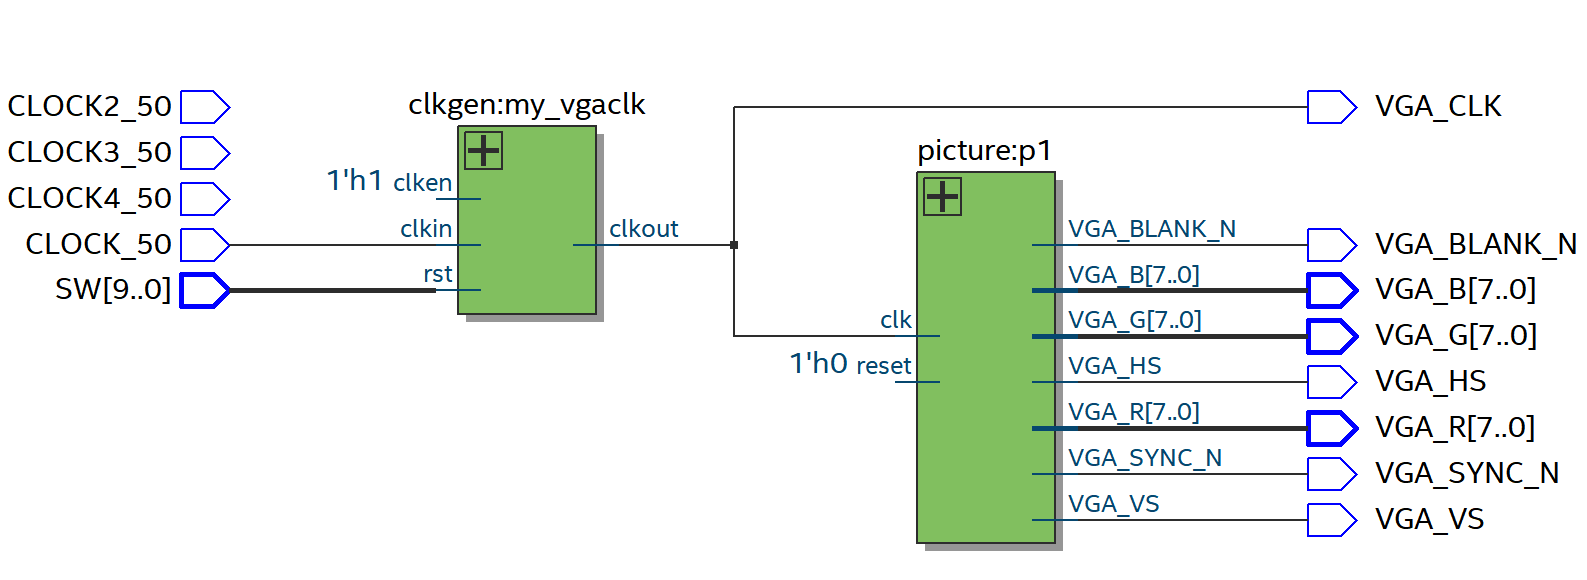 CLOCK2_50
CLOCK3_50
CLOCK4_50
CLOCK_50
SW[9..0]
clkgen:my_vgaclk
1'h1 clken
clkin
rst
clkout
picture:p1
clk
1'h0 reset
VGA_BLANK_N
VGA_B[7..0]
VGA_G[7..0]
VGA_HS
VGA_R[7..0]
VGA_SYNC_N
VGA_VS
VGA_CLK
VGA_BLANK_N
VGA_B[7..0]
VGA_G[7..0]
VGA_HS
VGA_R[7..0]
VGA_SYNC_N
VGA_VS